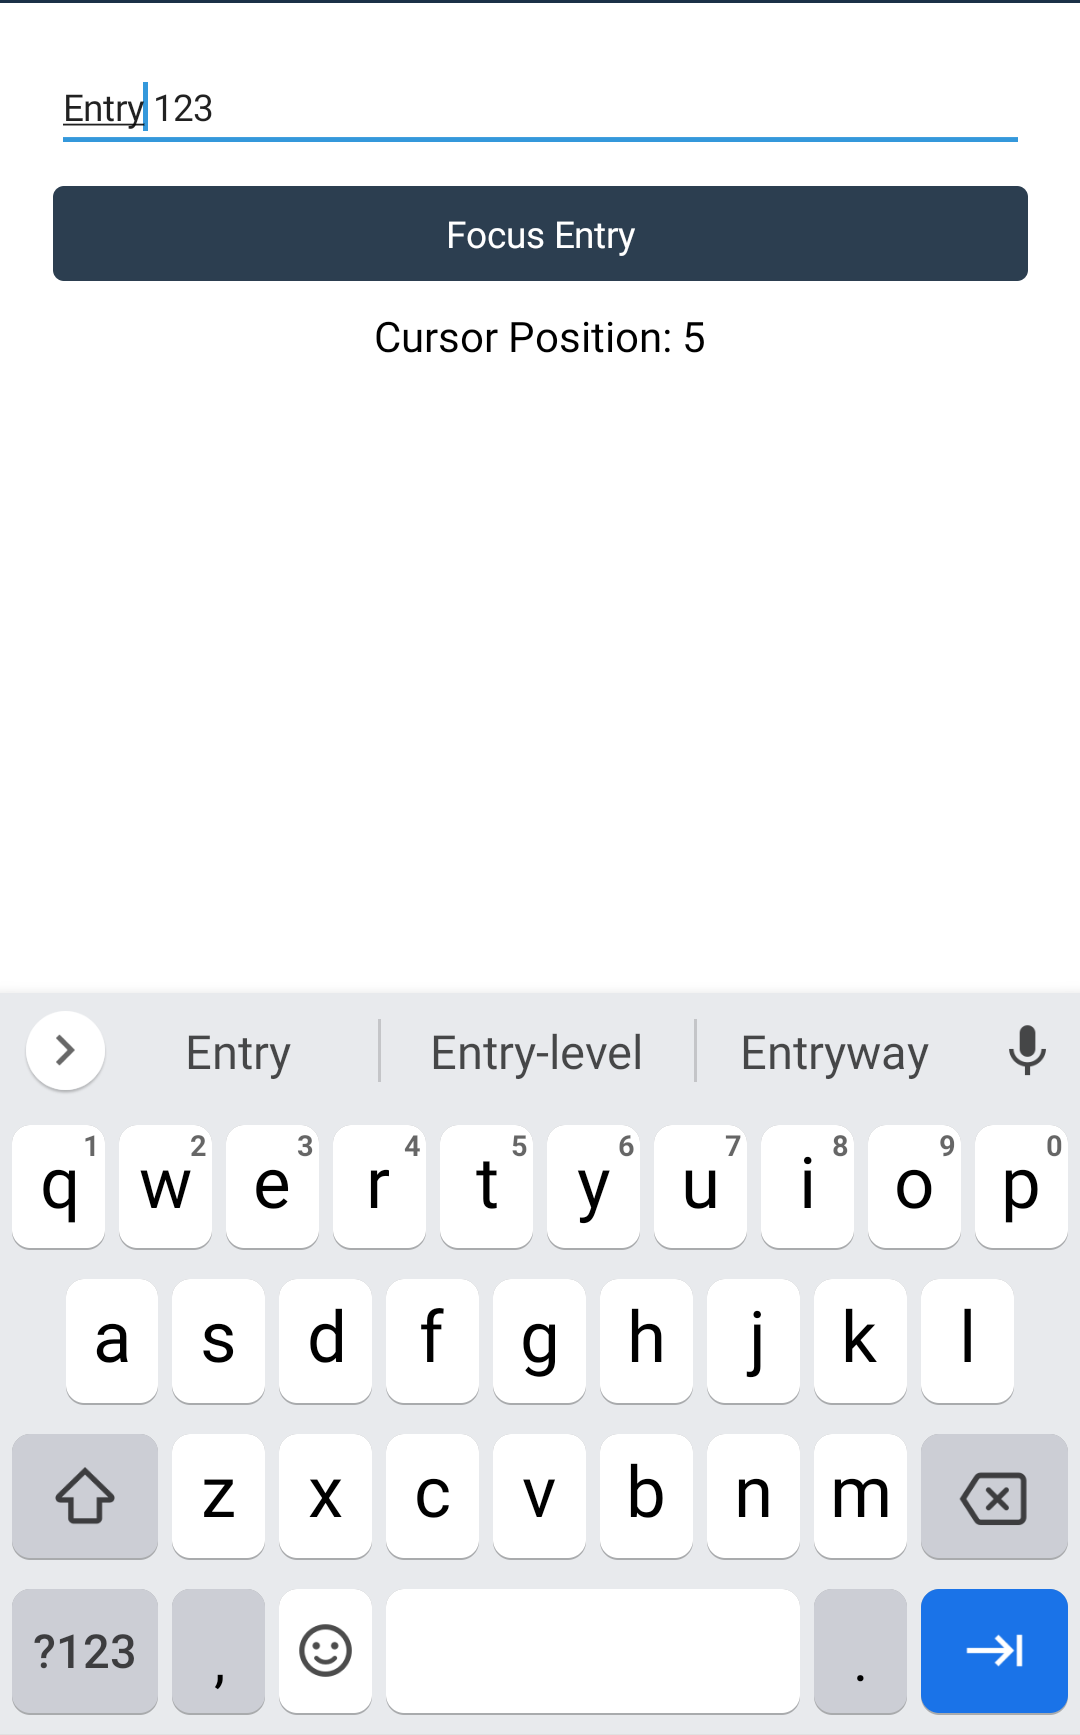 Entry 123
Focus Entry
Cursor Position: 5
Entry Entry-level Entryway
1 2 3 4 5 6 7 8 9 0
q w e r t y u i o p
a s d f g h j k l
z x c v b n m
?123 , .